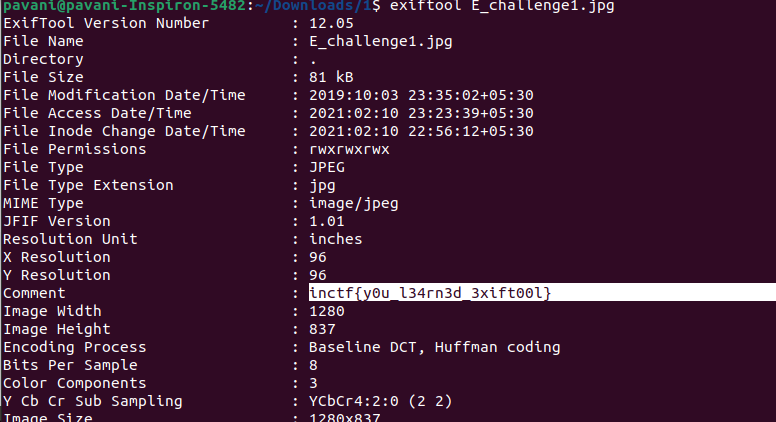 pavani@pavani-Inspiron-5482:~/Downloads/1$ exiftool E_challenge1.jpg
ExifTool Version Number : 12.05
File Name : E_challenge1.jpg
Directory : .
File Size : 81 kB
File Modification Date/Time : 2019:10:03 23:35:02+05:30
File Access Date/Time : 2021:02:10 23:23:39+05:30
File Inode Change Date/Time : 2021:02:10 22:56:12+05:30
File Permissions : rwxrwxrwx
File Type : JPEG
File Type Extension : jpg
MIME Type : image/jpeg
JFIF Version : 1.01
Resolution Unit : inches
X Resolution : 96
Y Resolution : 96
Comment : inctf{y0u_l34rn3d_3xift00l}
Image Width : 1280
Image Height : 837
Encoding Process : Baseline DCT, Huffman coding
Bits Per Sample : 8
Color Components : 3
Y Cb Cr Sub Sampling : YCbCr4:2:0 (2 2)
Image Size : 1280x837